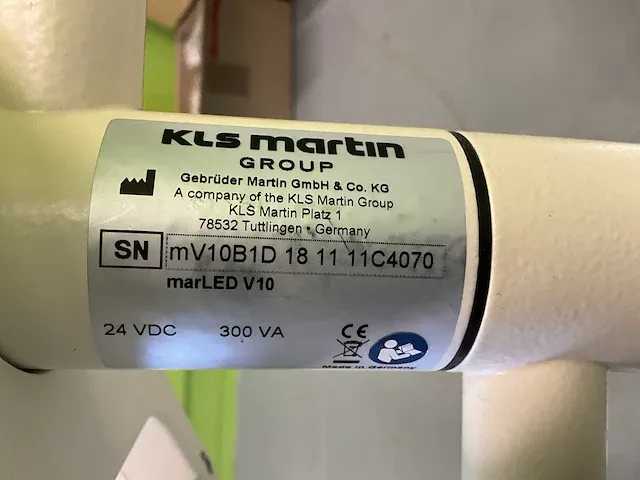 KLS martin
GROUP
Gebrüder Martin GmbH & Co. KG
A company of the KLS Martin Group
KLS Martin Platz 1
78532 Tuttlingen • Germany
SN mV10B1D 18 11 11C4070
marLED V10
24 VDC 300 VA CE
Made in Germany